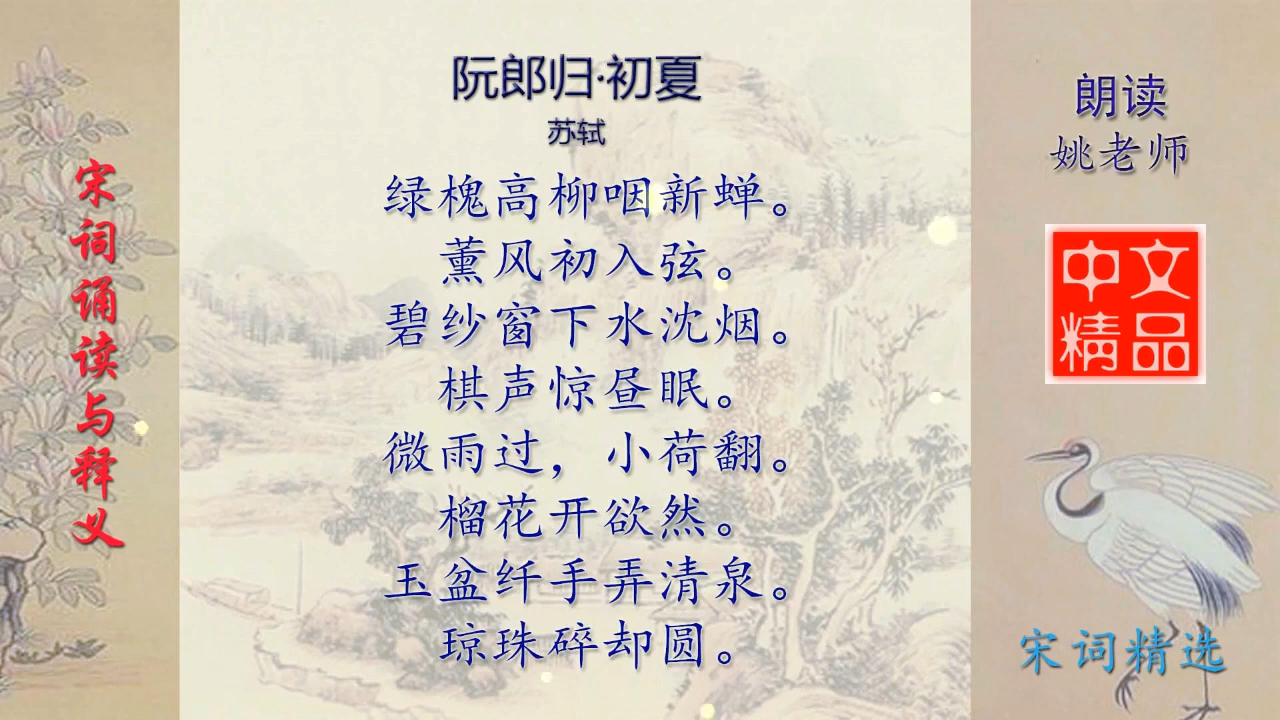 宋词诵读与释义
阮郎归·初夏
苏轼
绿槐高柳咽新蝉。
薰风初入弦。
碧纱窗下水沈烟。
棋声惊昼眠。
微雨过，小荷翻。
榴花开欲然。
玉盆纤手弄清泉。
琼珠碎却圆。
朗读
姚老师
中文
精品
宋词精选